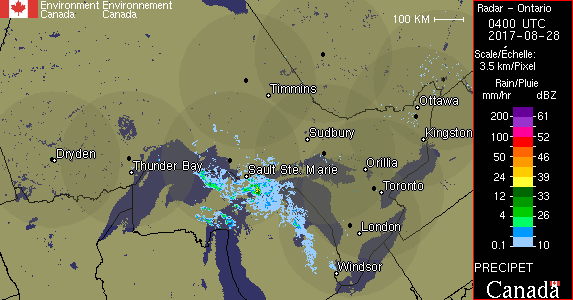 Environment Environnement
Canada Canada
100 KM
Timmins
Ottawa
Sudbury
Kingston
Dryden
Thunder Bay
Sault Ste. Marie
Orillia
Toronto
London
Windsor
Radar - Ontario
0400 UTC
2017-08-28
Scale/Échelle:
3.5 km/Pixel
Rain/Pluie
mm/hr dBZ
200 61
100 52
50 46
24 39
12 33
4 26
0.1 10
PRECIPET
Canada